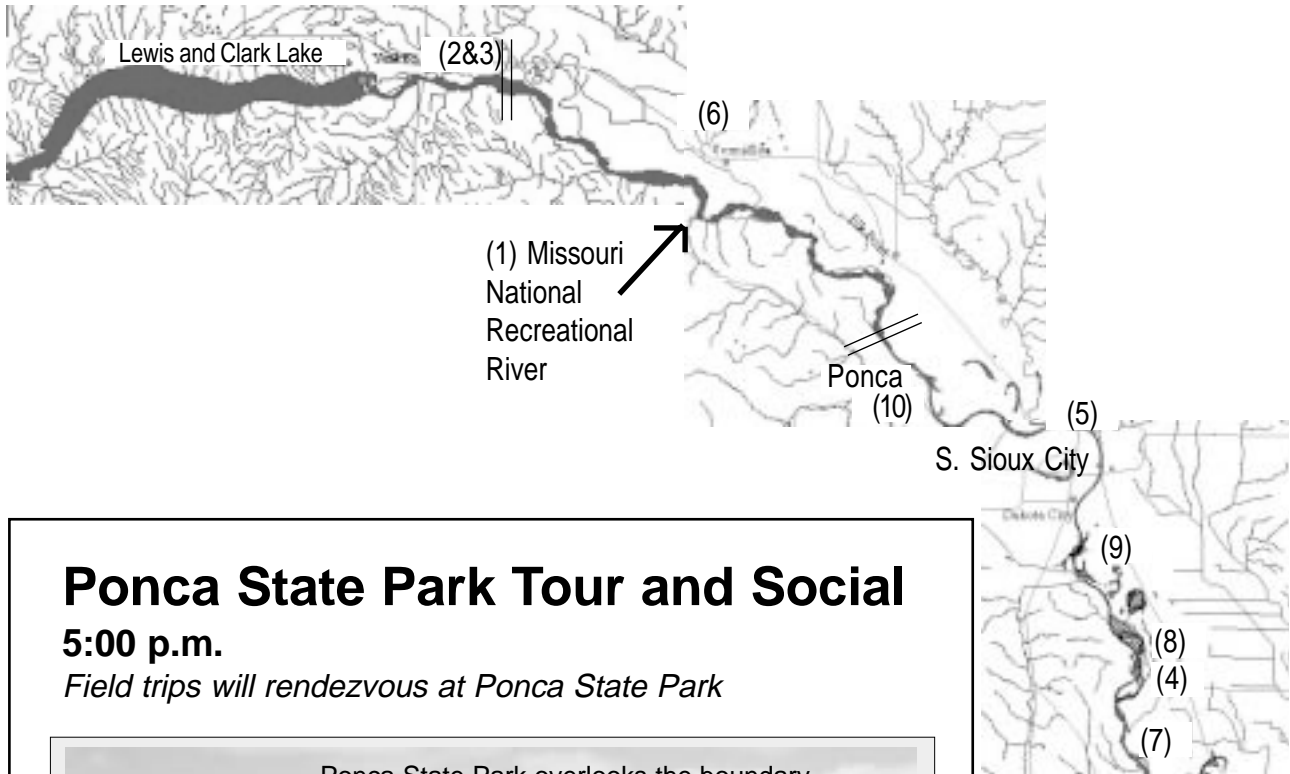 Lewis and Clark Lake
(2&3)
(6)
(1) Missouri
National
Recreational
River
Ponca
(10)
(5)
S. Sioux City
Dakota City
(9)
(8)
(4)
(7)
Ponca State Park Tour and Social
5:00 p.m.
Field trips will rendezvous at Ponca State Park
Ponca State Park overlooks the boundary